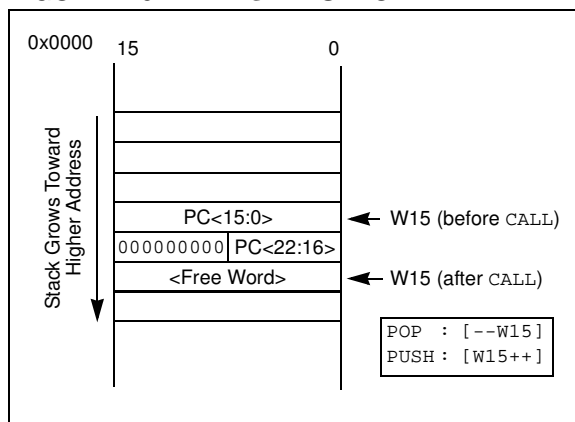 0x0000 15 0
Stack Grows Toward
Higher Address
PC<15:0>
W15 (before CALL)
000000000 PC<22:16>
<Free Word>
W15 (after CALL)
POP : [--W15]
PUSH : [W15++]